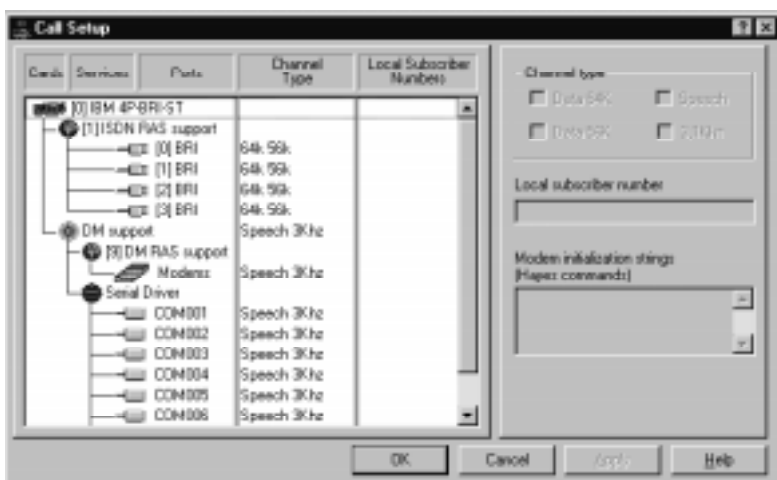 Call Setup
Cards Services Ports Channel Type Local Subscriber Numbers
[0] IBM 4P-BRI-ST
[1] ISDN RAS support
[0] BRI 64k 56k
[1] BRI 64k 56k
[2] BRI 64k 56k
[3] BRI 64k 56k
DM support Speech 3Khz
[9] DM RAS support
Modems Speech 3Khz
Serial Driver
COM001 Speech 3Khz
COM002 Speech 3Khz
COM003 Speech 3Khz
COM004 Speech 3Khz
COM005 Speech 3Khz
COM006 Speech 3Khz
Channel type
Data 64K Speech
Data 56K
Local subscriber number
Modem initialization strings
(Hayes commands)
OK Cancel Apply Help